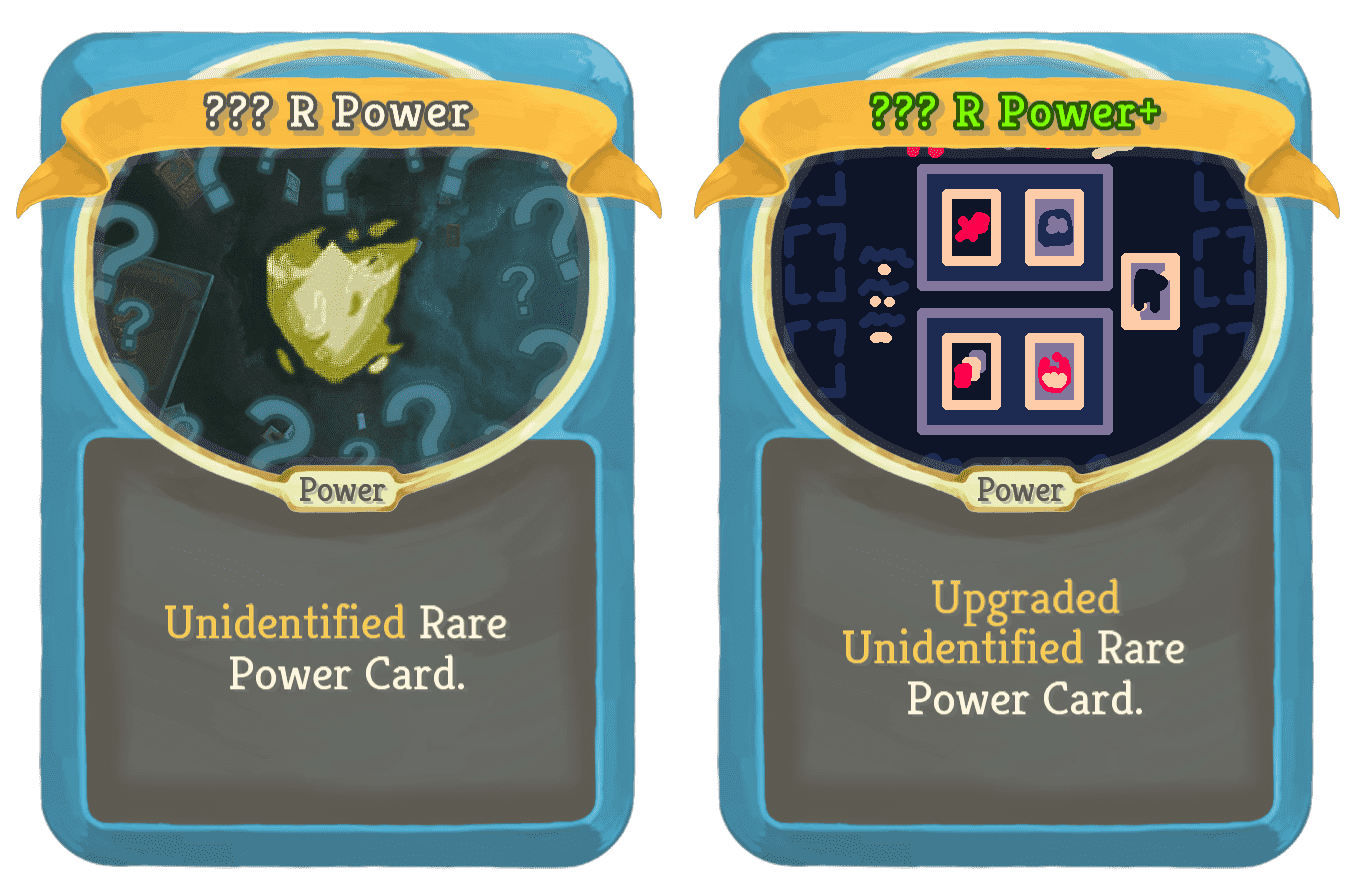 ??? R Power
Power
Unidentified Rare
Power Card.
??? R Power+
Power
Upgraded
Unidentified Rare
Power Card.